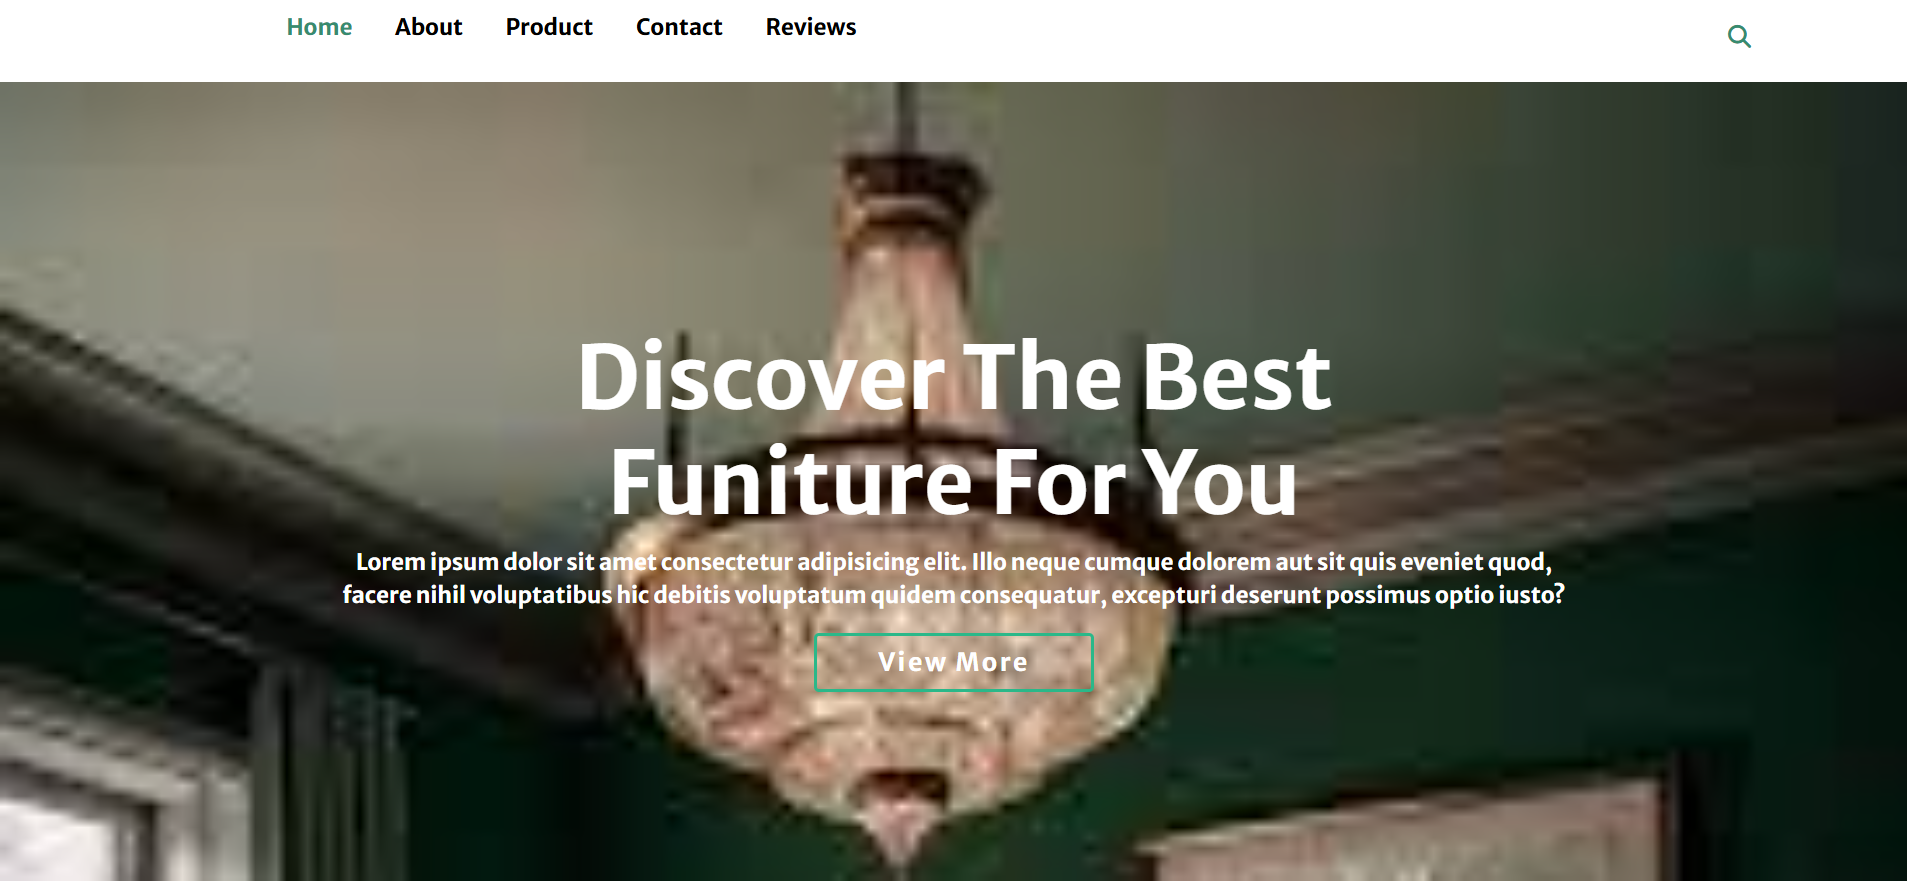 Home About Product Contact Reviews
Discover The Best
Funiture For You
Lorem ipsum dolor sit amet consectetur adipisicing elit. Illo neque cumque dolorem aut sit quis eveniet quod,
facere nihil voluptatibus hic debitis voluptatum quidem consequatur, excepturi deserunt possimus optio iusto?
View More